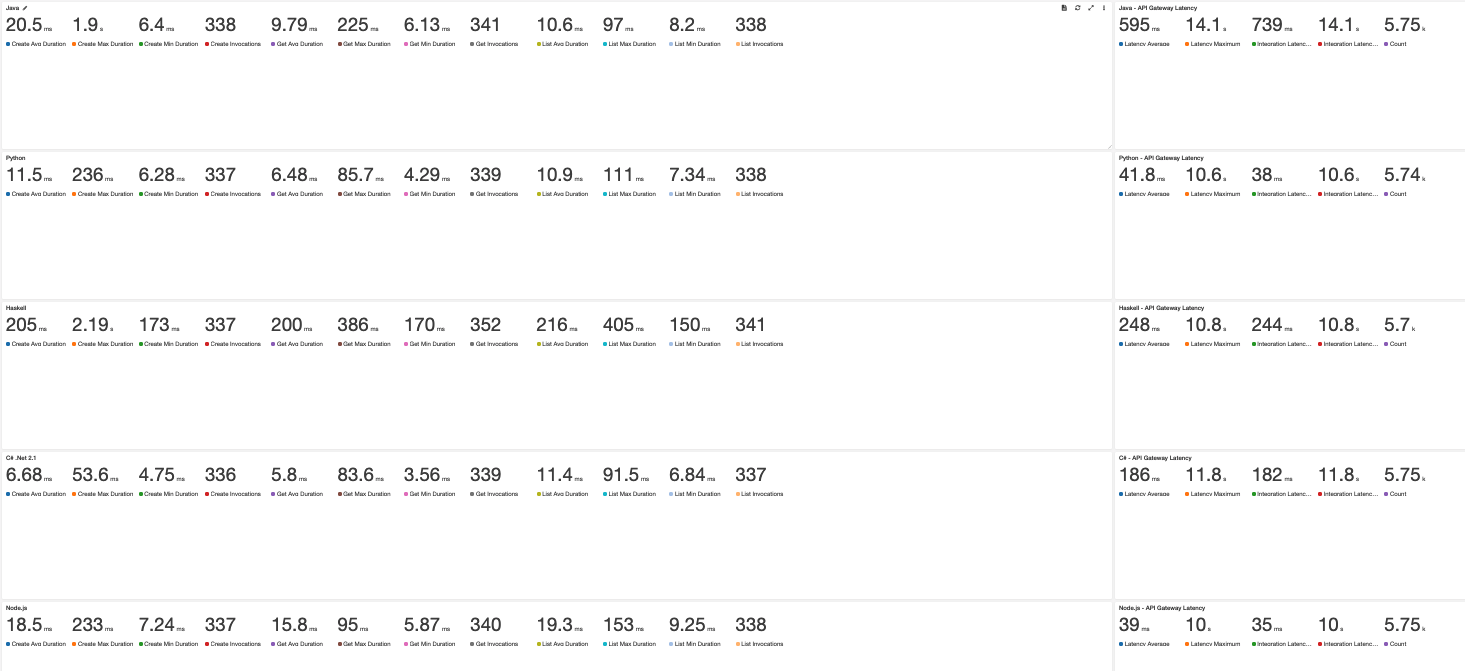 Java
20.5 ms 1.9 s 6.4 ms 338 9.79 ms 225 ms 6.13 ms 341 10.6 ms 97 ms 8.2 ms 338
Create Avg Duration Create Max Duration Create Min Duration Create Invocations Get Avg Duration Get Max Duration Get Min Duration Get Invocations List Avg Duration List Max Duration List Min Duration List Invocations
Java - API Gateway Latency
595 ms 14.1 s 739 ms 14.1 s 5.75 k
Latency Average Latency Maximum Integration Latenc... Integration Latenc... Count
Python
11.5 ms 236 ms 6.28 ms 337 6.48 ms 85.7 ms 4.29 ms 339 10.9 ms 111 ms 7.34 ms 338
Create Avg Duration Create Max Duration Create Min Duration Create Invocations Get Avg Duration Get Max Duration Get Min Duration Get Invocations List Avg Duration List Max Duration List Min Duration List Invocations
Python - API Gateway Latency
41.8 ms 10.6 s 38 ms 10.6 s 5.74 k
Latency Average Latency Maximum Integration Latenc... Integration Latenc... Count
Haskell
205 ms 2.19 s 173 ms 337 200 ms 386 ms 170 ms 352 216 ms 405 ms 150 ms 341
Create Avg Duration Create Max Duration Create Min Duration Create Invocations Get Avg Duration Get Max Duration Get Min Duration Get Invocations List Avg Duration List Max Duration List Min Duration List Invocations
Haskell - API Gateway Latency
248 ms 10.8 s 244 ms 10.8 s 5.7 k
Latency Average Latency Maximum Integration Latenc... Integration Latenc... Count
C# .Net 2.1
6.68 ms 53.6 ms 4.75 ms 336 5.8 ms 83.6 ms 3.56 ms 339 11.4 ms 91.5 ms 6.84 ms 337
Create Avg Duration Create Max Duration Create Min Duration Create Invocations Get Avg Duration Get Max Duration Get Min Duration Get Invocations List Avg Duration List Max Duration List Min Duration List Invocations
C# - API Gateway Latency
186 ms 11.8 s 182 ms 11.8 s 5.75 k
Latency Average Latency Maximum Integration Latenc... Integration Latenc... Count
Node.js
18.5 ms 233 ms 7.24 ms 337 15.8 ms 95 ms 5.87 ms 340 19.3 ms 153 ms 9.25 ms 338
Create Avg Duration Create Max Duration Create Min Duration Create Invocations Get Avg Duration Get Max Duration Get Min Duration Get Invocations List Avg Duration List Max Duration List Min Duration List Invocations
Node.js - API Gateway Latency
39 ms 10 s 35 ms 10 s 5.75 k
Latency Average Latency Maximum Integration Latenc... Integration Latenc... Count